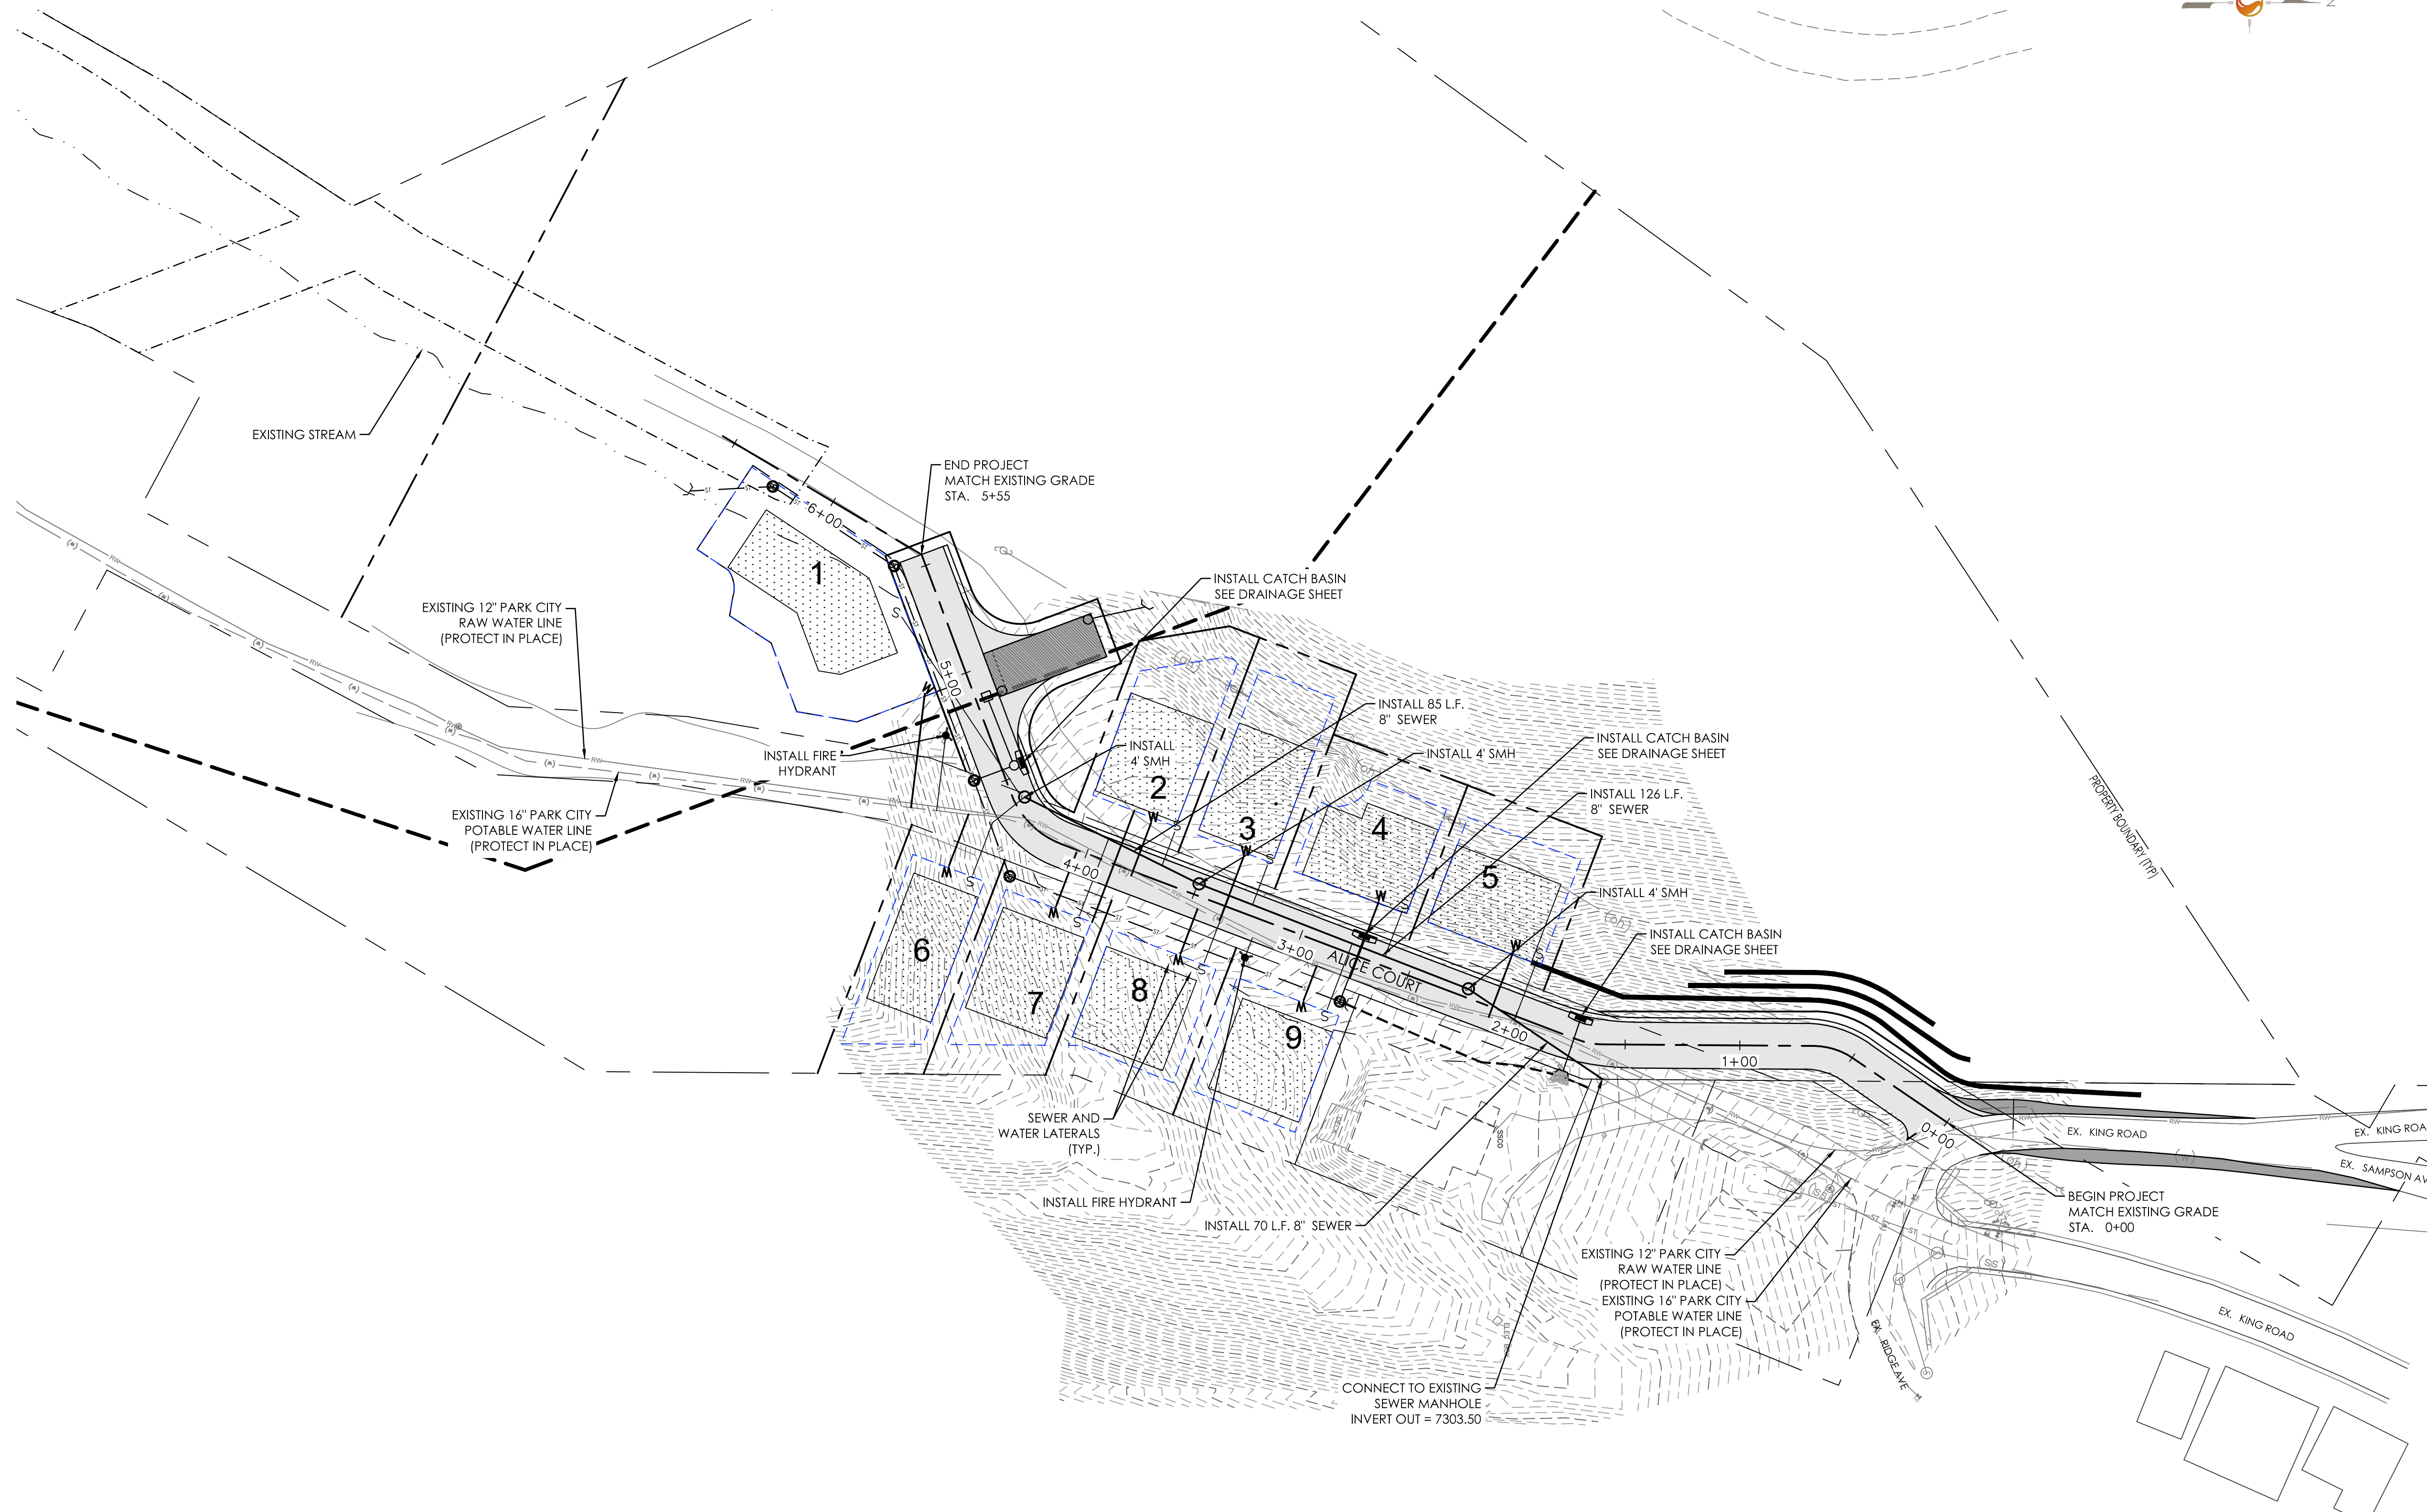 N
EXISTING STREAM
END PROJECT
MATCH EXISTING GRADE
STA. 5+55
6+00
1
S
INSTALL CATCH BASIN
SEE DRAINAGE SHEET
EXISTING 12" PARK CITY
RAW WATER LINE
(PROTECT IN PLACE)
5+00
INSTALL 85 L.F.
8" SEWER
INSTALL FIRE
HYDRANT
INSTALL
4' SMH
INSTALL 4' SMH
INSTALL CATCH BASIN
SEE DRAINAGE SHEET
2
3
4
5
EXISTING 16" PARK CITY
POTABLE WATER LINE
(PROTECT IN PLACE)
INSTALL 126 L.F.
8" SEWER
PROPERTY BOUNDARY (TYP)
4+00
INSTALL 4' SMH
6
7
8
9
3+00
ALICE COURT
INSTALL CATCH BASIN
SEE DRAINAGE SHEET
2+00
1+00
0+00
SEWER AND
WATER LATERALS
(TYP.)
SSCO
EX. KING ROAD
EX. KING ROA
EX. SAMPSON AV
INSTALL FIRE HYDRANT
INSTALL 70 L.F. 8" SEWER
BEGIN PROJECT
MATCH EXISTING GRADE
STA. 0+00
EXISTING 12" PARK CITY
RAW WATER LINE
(PROTECT IN PLACE)
EXISTING 16" PARK CITY
POTABLE WATER LINE
(PROTECT IN PLACE)
EX. KING ROAD
EX. RIDGE AVE
CONNECT TO EXISTING
SEWER MANHOLE
INVERT OUT = 7303.50